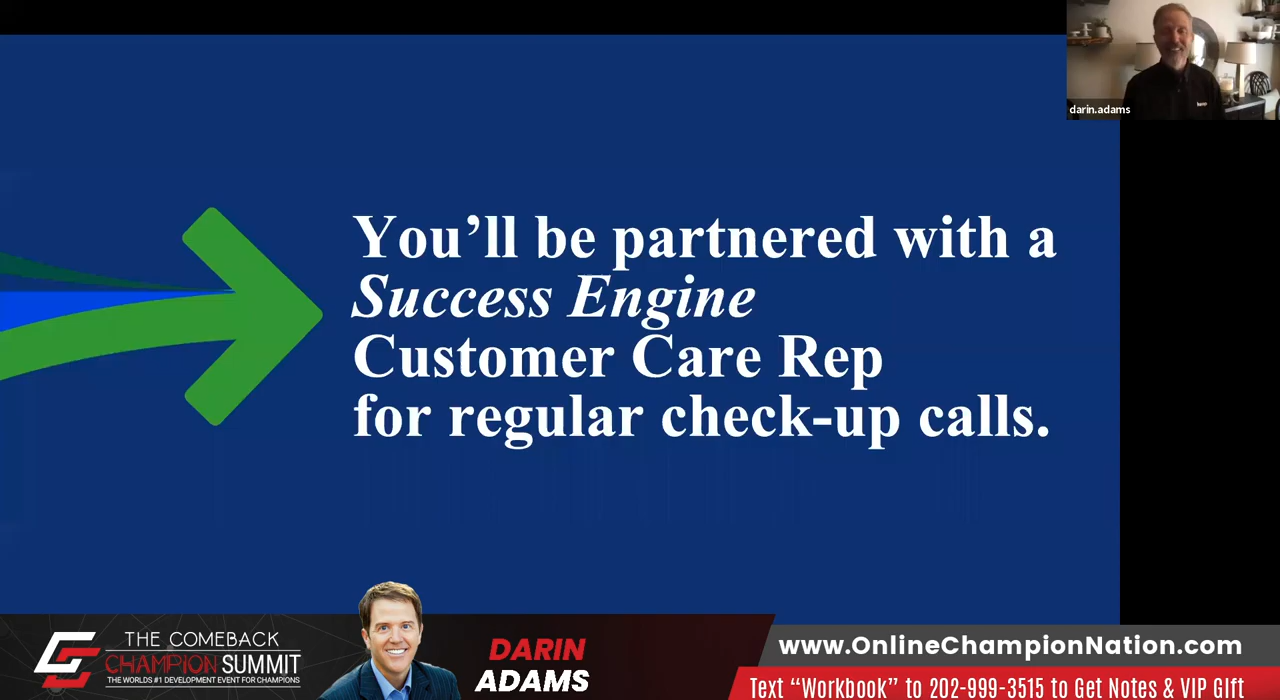 darin.adams
You’ll be partnered with a
Success Engine
Customer Care Rep
for regular check-up calls.
THE COMEBACK
CHAMPION SUMMIT
THE WORLDS #1 DEVELOPMENT EVENT FOR CHAMPIONS
DARIN
ADAMS
www.OnlineChampionNation.com
Text “Workbook” to 202-999-3515 to Get Notes & VIP GIft